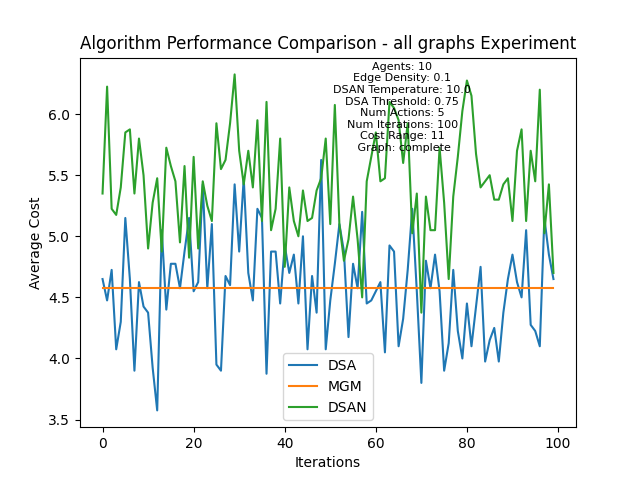 Algorithm Performance Comparison - all graphs Experiment
Agents: 10
Edge Density: 0.1
DSAN Temperature: 10.0
DSA Threshold: 0.75
Num Actions: 5
Num Iterations: 100
Cost Range: 11
Graph: complete
Average Cost
6.0
5.5
5.0
4.5
4.0
3.5
DSA
MGM
DSAN
0 20 40 60 80 100
Iterations